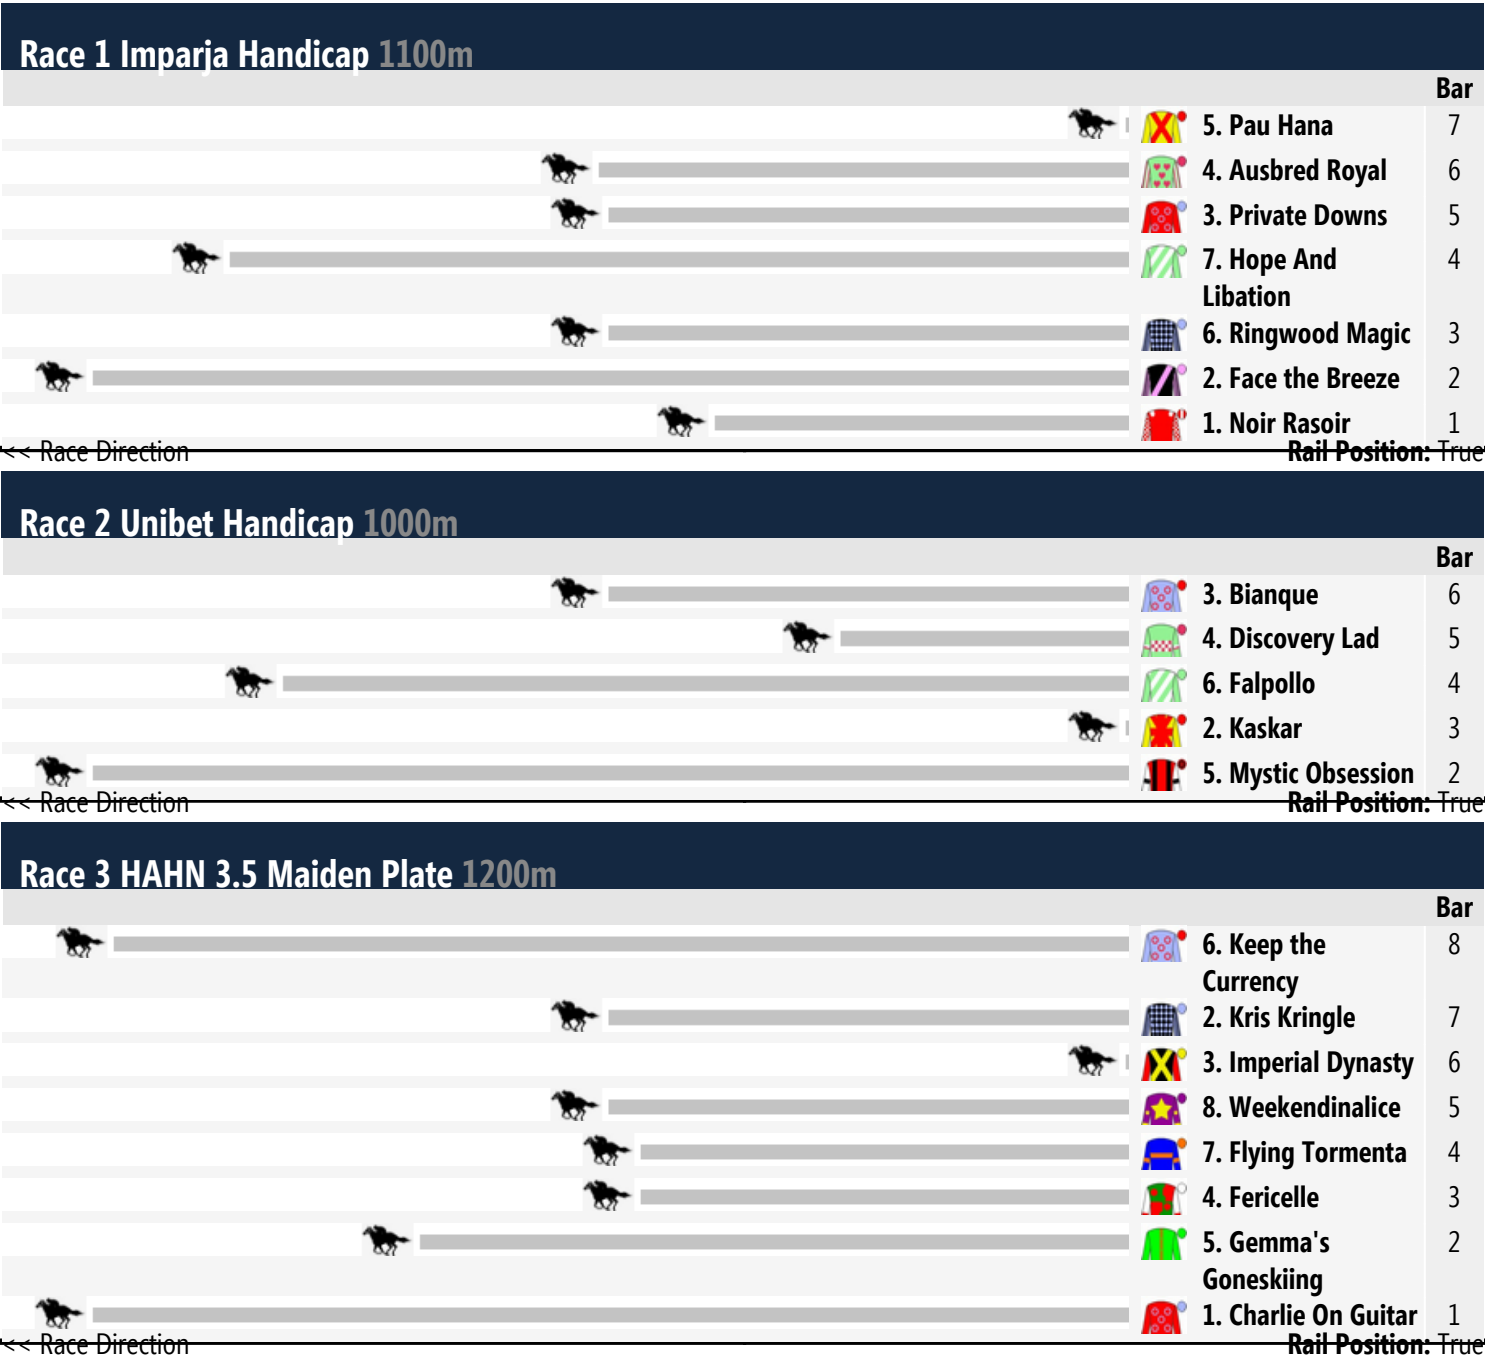 Race 1 Imparja Handicap 1100m
Bar
5. Pau Hana 7
4. Ausbred Royal 6
3. Private Downs 5
7. Hope And 4
Libation
6. Ringwood Magic 3
2. Face the Breeze 2
1. Noir Rasoir 1
<< Race Direction Rail Position: True
Race 2 Unibet Handicap 1000m
Bar
3. Bianque 6
4. Discovery Lad 5
6. Falpollo 4
2. Kaskar 3
5. Mystic Obsession 2
<< Race Direction Rail Position: True
Race 3 HAHN 3.5 Maiden Plate 1200m
Bar
6. Keep the 8
Currency
2. Kris Kringle 7
3. Imperial Dynasty 6
8. Weekendinalice 5
7. Flying Tormenta 4
4. Fericelle 3
5. Gemma's 2
Goneskiing
1. Charlie On Guitar 1
<< Race Direction Rail Position: True